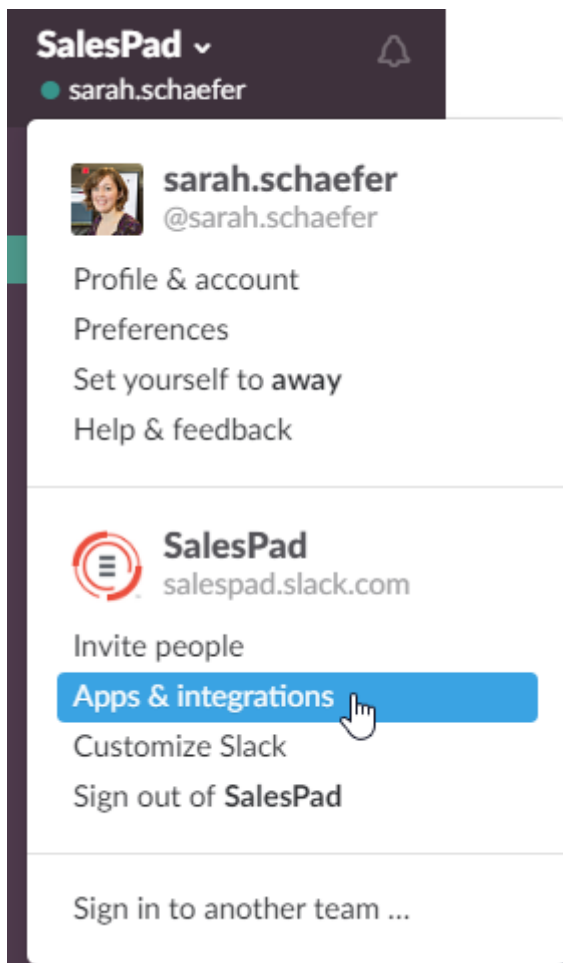 SalesPad
sarah.schaefer
sarah.schaefer
@sarah.schaefer
Profile & account
Preferences
Set yourself to away
Help & feedback
SalesPad
salespad.slack.com
Invite people
Apps & integrations
Customize Slack
Sign out of SalesPad
Sign in to another team ...